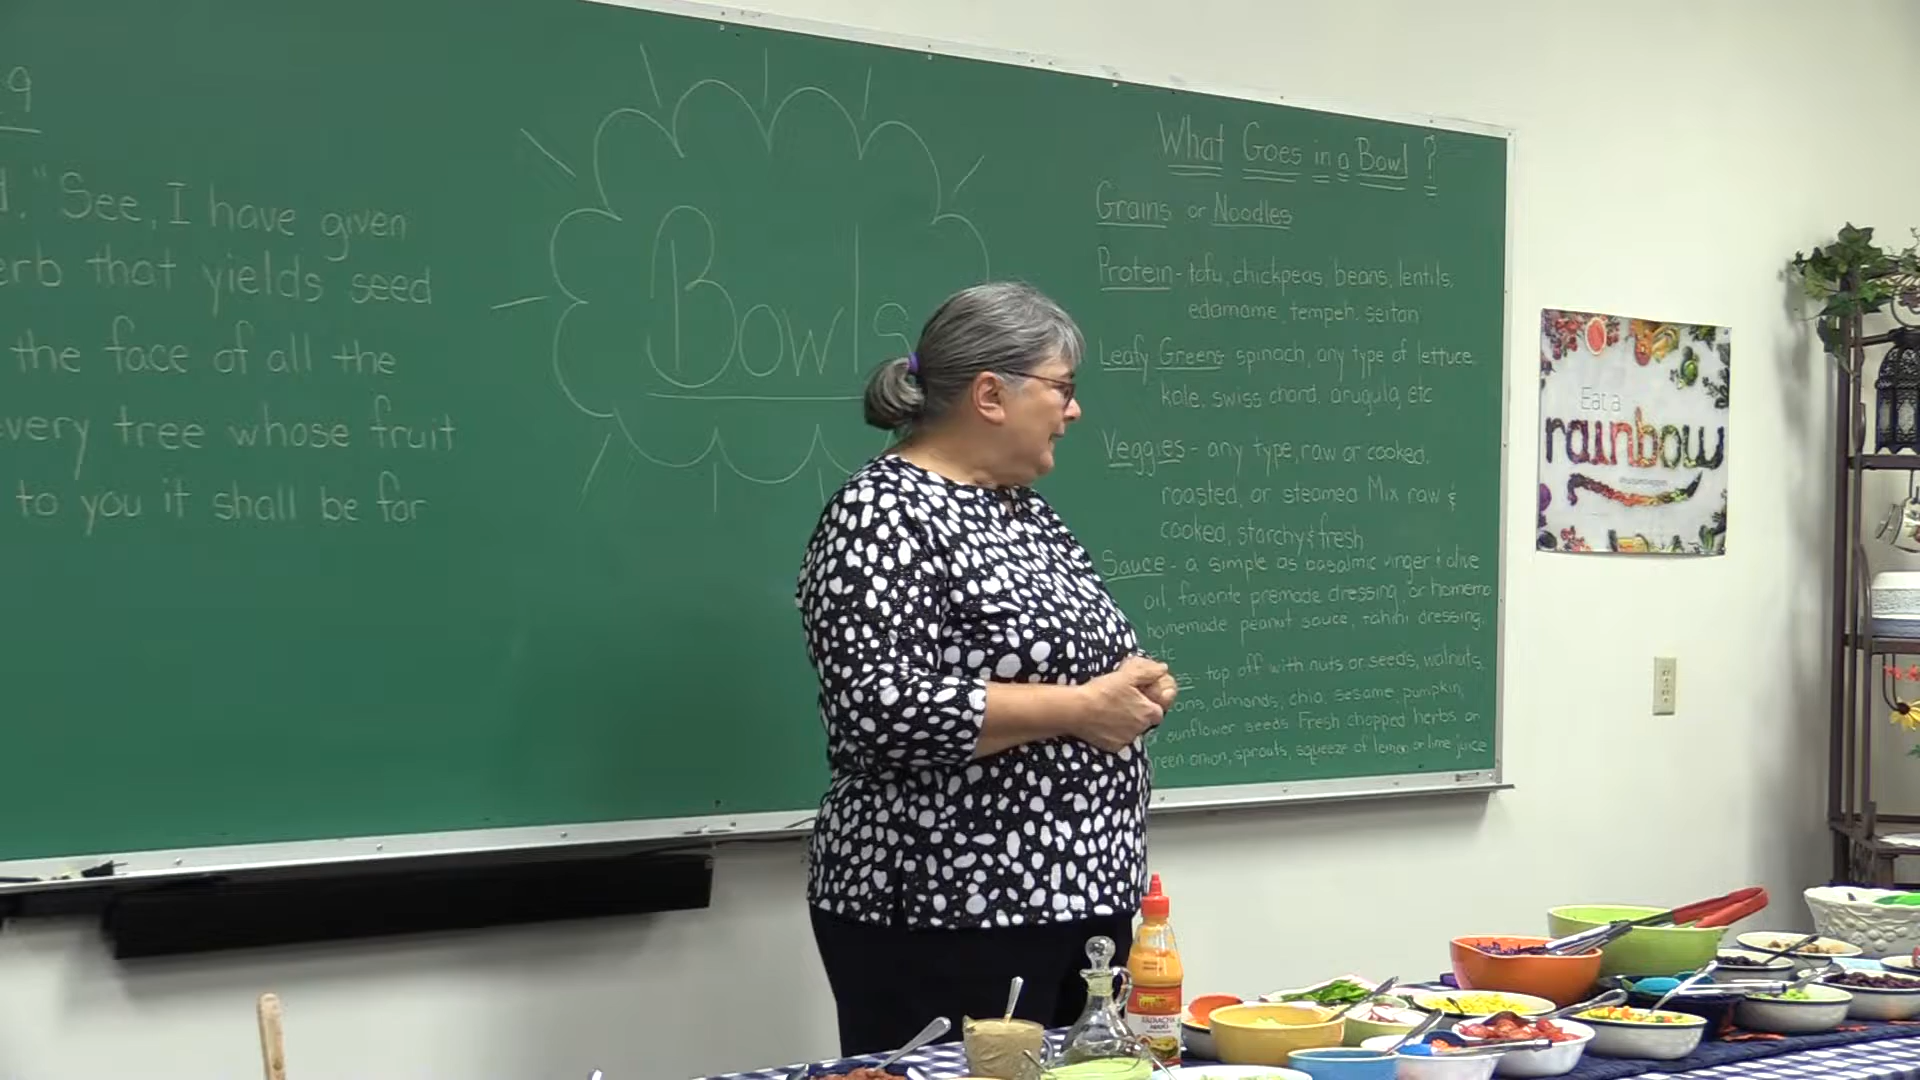 9
"See, I have given
that yields seed
the face of all the
every tree whose fruit
to you it shall be for
Bowls
What Goes in a Bowl ?
Grains or Noodles
Protein - tofu, chickpeas, beans, lentils,
edamame, tempeh, seitan
Leafy Greens spinach, any type of lettuce
kale, swiss chard, arugula, etc
Veggies - any type, raw or cooked,
roasted, or steamed Mix raw &
cooked, starchy & fresh
Sauce - a simple as basalmic vinger + olive
oil, favorite premade dressing, or homema
homemade peanut sauce, tahini dressing,
etc
- top off with nuts or seeds, walnuts,
almonds, chia, sesame, pumpkin,
sunflower seeds Fresh chopped herbs or
green onion, sprouts, squeeze of lemon or lime juice
Eat a
rainbow
SRIRACHA
MAYO